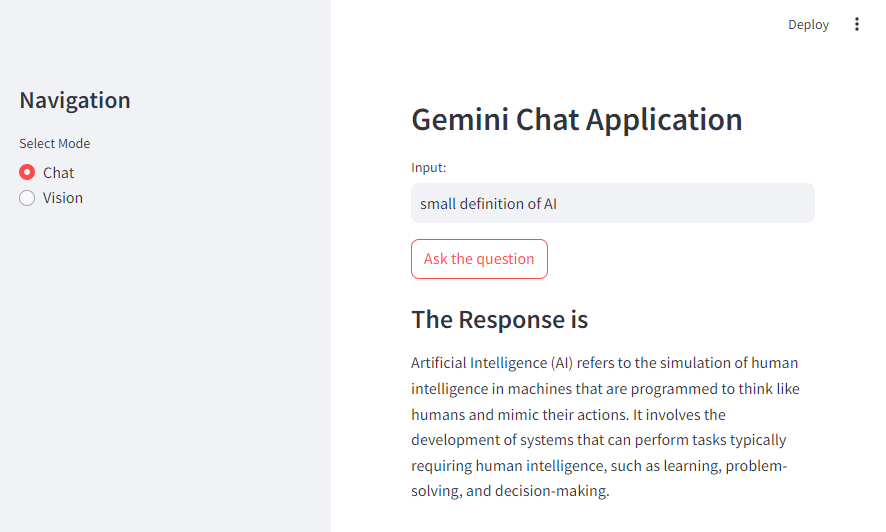 Deploy
Navigation
Select Mode
Chat
Vision
Gemini Chat Application
Input:
small definition of AI
Ask the question
The Response is
Artificial Intelligence (AI) refers to the simulation of human
intelligence in machines that are programmed to think like
humans and mimic their actions. It involves the
development of systems that can perform tasks typically
requiring human intelligence, such as learning, problem-
solving, and decision-making.